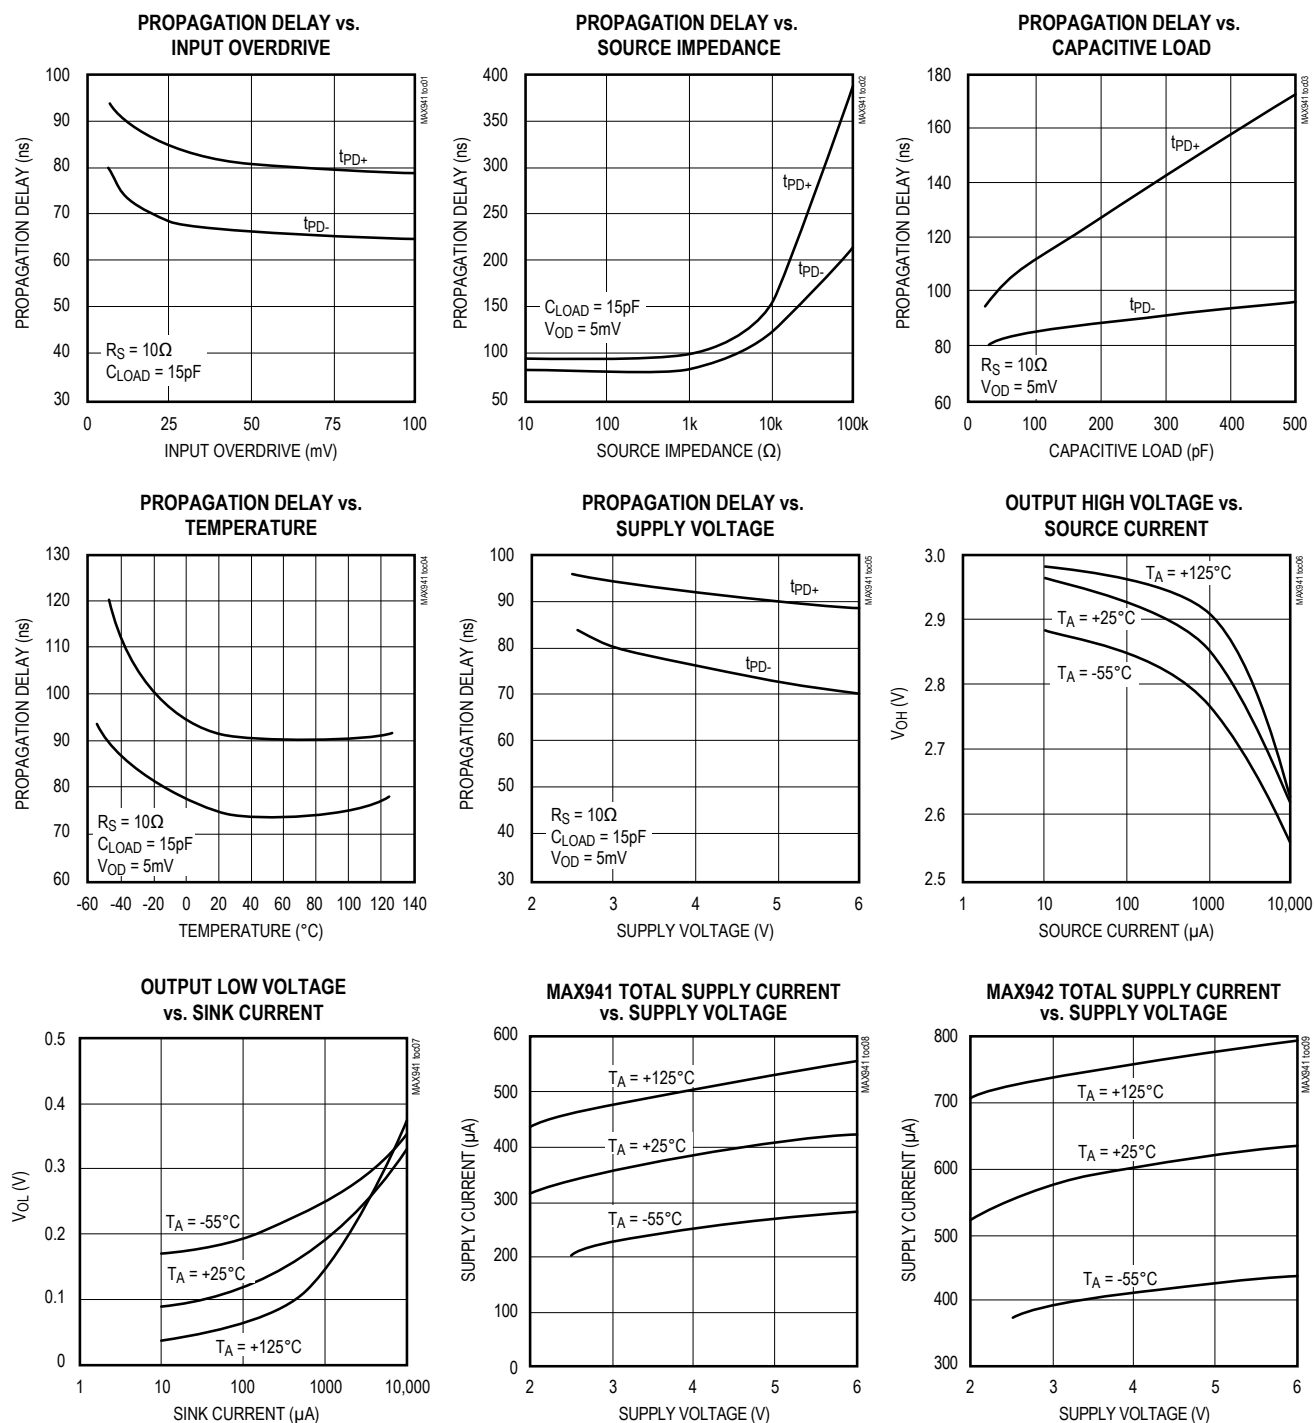 PROPAGATION DELAY vs.
INPUT OVERDRIVE
100
90
80
70
60
50
40
30
PROPAGATION DELAY (ns)
tPD+
tPD-
RS = 10Ω
CLOAD = 15pF
0 25 50 75 100
INPUT OVERDRIVE (mV)
MAX941 toc01
PROPAGATION DELAY vs.
SOURCE IMPEDANCE
400
350
300
250
200
150
100
50
PROPAGATION DELAY (ns)
tPD+
tPD-
CLOAD = 15pF
VOD = 5mV
10 100 1k 10k 100k
SOURCE IMPEDANCE (Ω)
MAX941 toc02
PROPAGATION DELAY vs.
CAPACITIVE LOAD
180
160
140
120
100
80
60
PROPAGATION DELAY (ns)
tPD+
tPD-
RS = 10Ω
VOD = 5mV
0 100 200 300 400 500
CAPACITIVE LOAD (pF)
MAX941 toc03
PROPAGATION DELAY vs.
TEMPERATURE
130
120
110
100
90
80
70
60
PROPAGATION DELAY (ns)
RS = 10Ω
CLOAD = 15pF
VOD = 5mV
-60 -40 -20 0 20 40 60 80 100 120 140
TEMPERATURE (°C)
MAX941 toc04
PROPAGATION DELAY vs.
SUPPLY VOLTAGE
100
90
80
70
60
50
40
30
PROPAGATION DELAY (ns)
tPD+
tPD-
RS = 10Ω
CLOAD = 15pF
VOD = 5mV
2 3 4 5 6
SUPPLY VOLTAGE (V)
MAX941 toc05
OUTPUT HIGH VOLTAGE vs.
SOURCE CURRENT
3.0
2.9
2.8
2.7
2.6
2.5
VOH (V)
TA = +125°C
TA = +25°C
TA = -55°C
1 10 100 1000 10,000
SOURCE CURRENT (µA)
MAX941 toc06
OUTPUT LOW VOLTAGE
vs. SINK CURRENT
0.5
0.4
0.3
0.2
0.1
0
VOL (V)
TA = -55°C
TA = +25°C
TA = +125°C
1 10 100 1000 10,000
SINK CURRENT (µA)
MAX941 toc07
MAX941 TOTAL SUPPLY CURRENT
vs. SUPPLY VOLTAGE
600
500
400
300
200
100
0
SUPPLY CURRENT (µA)
TA = +125°C
TA = +25°C
TA = -55°C
2 3 4 5 6
SUPPLY VOLTAGE (V)
MAX941 toc08
MAX942 TOTAL SUPPLY CURRENT
vs. SUPPLY VOLTAGE
800
700
600
500
400
300
SUPPLY CURRENT (µA)
TA = +125°C
TA = +25°C
TA = -55°C
2 3 4 5 6
SUPPLY VOLTAGE (V)
MAX941 toc09